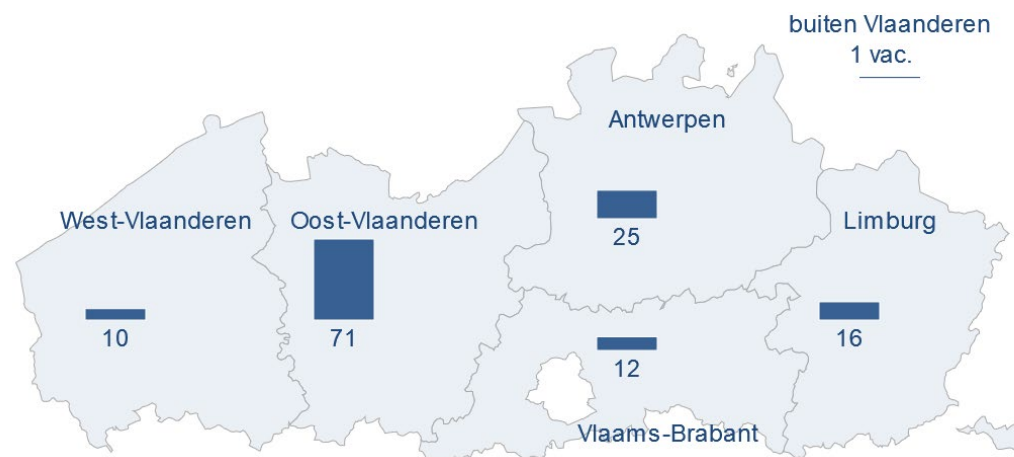 buiten Vlaanderen
1 vac.
Antwerpen
25
West-Vlaanderen
10
Oost-Vlaanderen
71
Limburg
16
12
Vlaams-Brabant